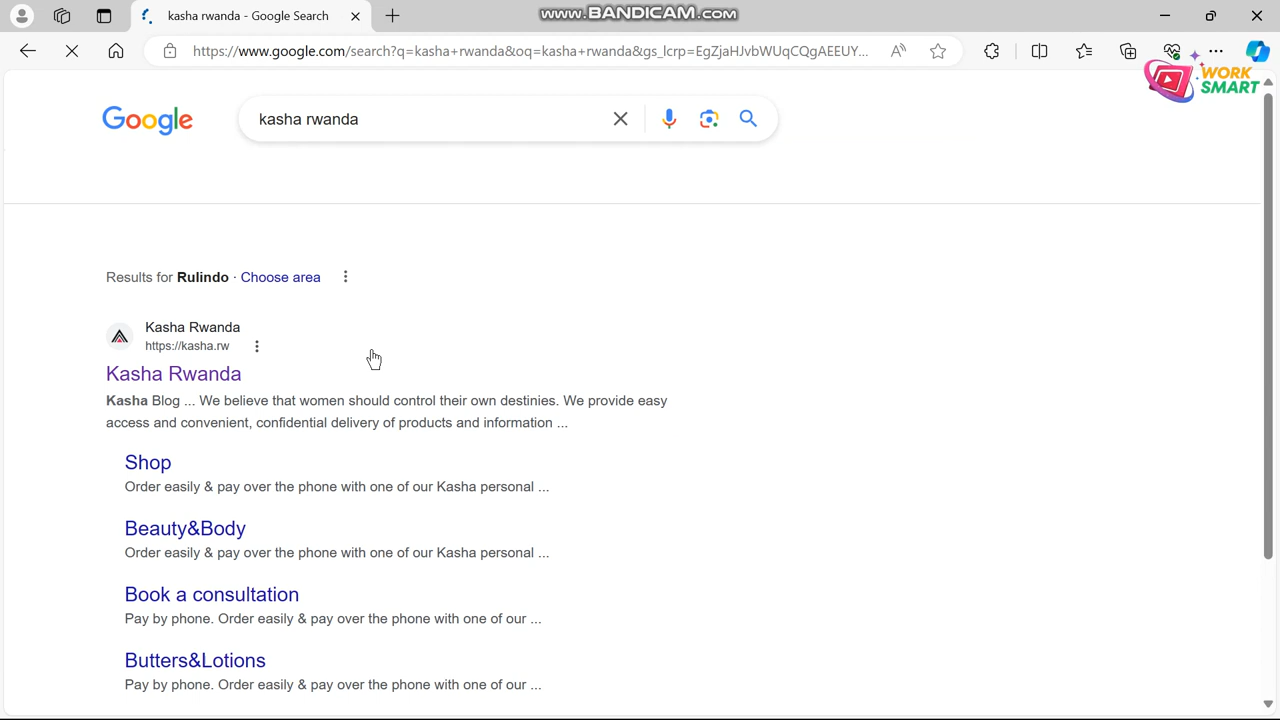 www.BANDICAM.com
kasha rwanda - Google Search
https://www.google.com/search?q=kasha+rwanda&oq=kasha+rwanda&gs_lcrp=EgZjaHJvbWUqCQgAEEUY...
WORK
SMART
Google
kasha rwanda
Results for Rulindo · Choose area
Kasha Rwanda
https://kasha.rw
Kasha Rwanda
Kasha Blog ... We believe that women should control their own destinies. We provide easy
access and convenient, confidential delivery of products and information ...
Shop
Order easily & pay over the phone with one of our Kasha personal ...
Beauty&Body
Order easily & pay over the phone with one of our Kasha personal ...
Book a consultation
Pay by phone. Order easily & pay over the phone with one of our ...
Butters&Lotions
Pay by phone. Order easily & pay over the phone with one of our ...